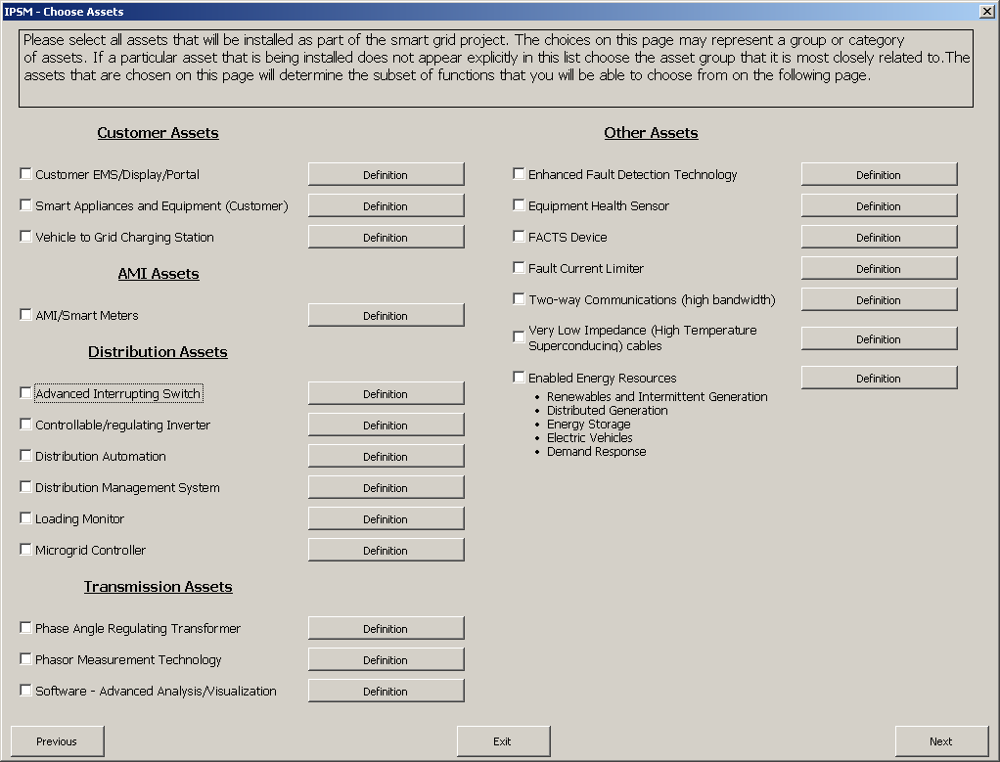 IPSM - Choose Assets
Please select all assets that will be installed as part of the smart grid project. The choices on this page may represent a group or category
of assets. If a particular asset that is being installed does not appear explicitly in this list choose the asset group that it is most closely related to.The
assets that are chosen on this page will determine the subset of functions that you will be able to choose from on the following page.
Customer Assets
Customer EMS/Display/Portal Definition
Smart Appliances and Equipment (Customer) Definition
Vehicle to Grid Charging Station Definition
AMI Assets
AMI/Smart Meters Definition
Distribution Assets
Advanced Interrupting Switch Definition
Controllable/regulating Inverter Definition
Distribution Automation Definition
Distribution Management System Definition
Loading Monitor Definition
Microgrid Controller Definition
Transmission Assets
Phase Angle Regulating Transformer Definition
Phasor Measurement Technology Definition
Software - Advanced Analysis/Visualization Definition
Other Assets
Enhanced Fault Detection Technology Definition
Equipment Health Sensor Definition
FACTS Device Definition
Fault Current Limiter Definition
Two-way Communications (high bandwidth) Definition
Very Low Impedance (High Temperature
Superconducing) cables Definition
Enabled Energy Resources Definition
• Renewables and Intermittent Generation
• Distributed Generation
• Energy Storage
• Electric Vehicles
• Demand Response
Previous Exit Next